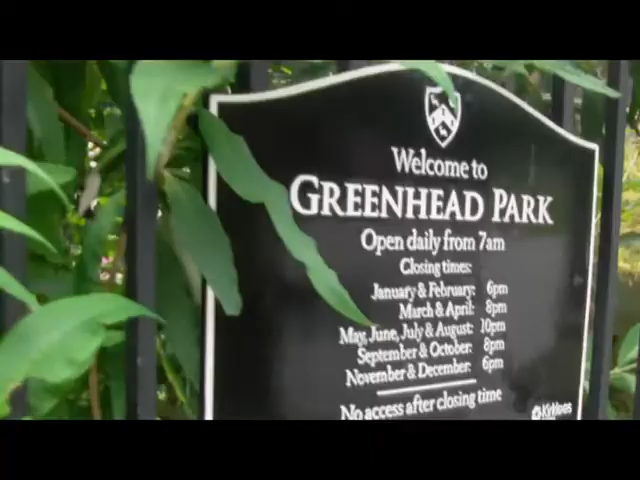 Welcome to
GREENHEAD PARK
Open daily from 7am
Closing times:
January & February: 6pm
March & April: 8pm
May, June, July & August: 10pm
September & October: 8pm
November & December: 6pm
No access after closing time
Kirklees